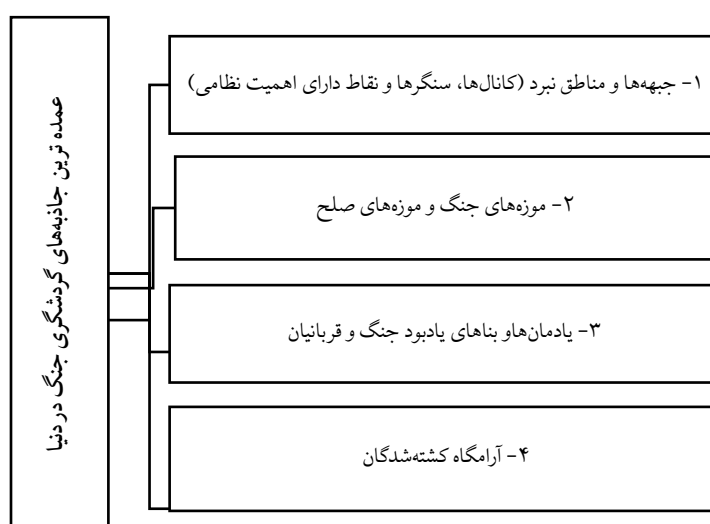 عمده ترین جاذبه‌های گردشگری جنگ در دنیا
۱- جبهه‌ها و مناطق نبرد (کانال‌ها، سنگرها و نقاط دارای اهمیت نظامی)
۲- موزه‌های جنگ و موزه‌های صلح
۳- یادمان‌هاو بناهای یادبود جنگ و قربانیان
۴- آرامگاه کشته‌شدگان